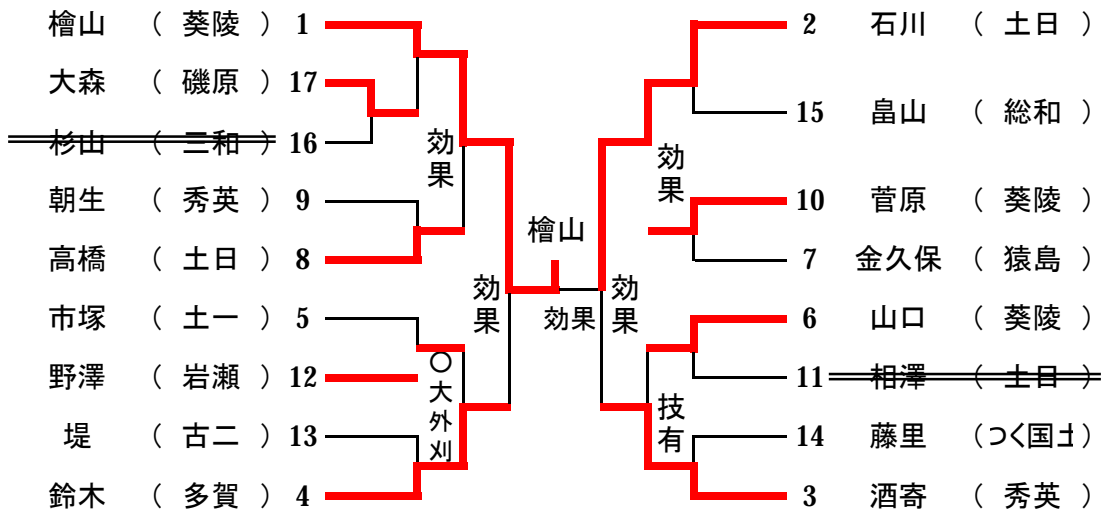 檜山 （ 葵陵 ） 1
大森 （ 磯原 ） 17
杉山 （ 三和 ） 16
朝生 （ 秀英 ） 9
高橋 （ 土日 ） 8
市塚 （ 土一 ） 5
野澤 （ 岩瀬 ） 12
堤 （ 古二 ） 13
鈴木 （ 多賀 ） 4
効果
効果
〇大外刈
檜山
効果
効果
効果
技有
2 石川 （ 土日 ）
15 畠山 （ 総和 ）
10 菅原 （ 葵陵 ）
7 金久保 （ 猿島 ）
6 山口 （ 葵陵 ）
11 相澤 （ 土日 ）
14 藤里 （つく国土）
3 酒寄 （ 秀英 ）